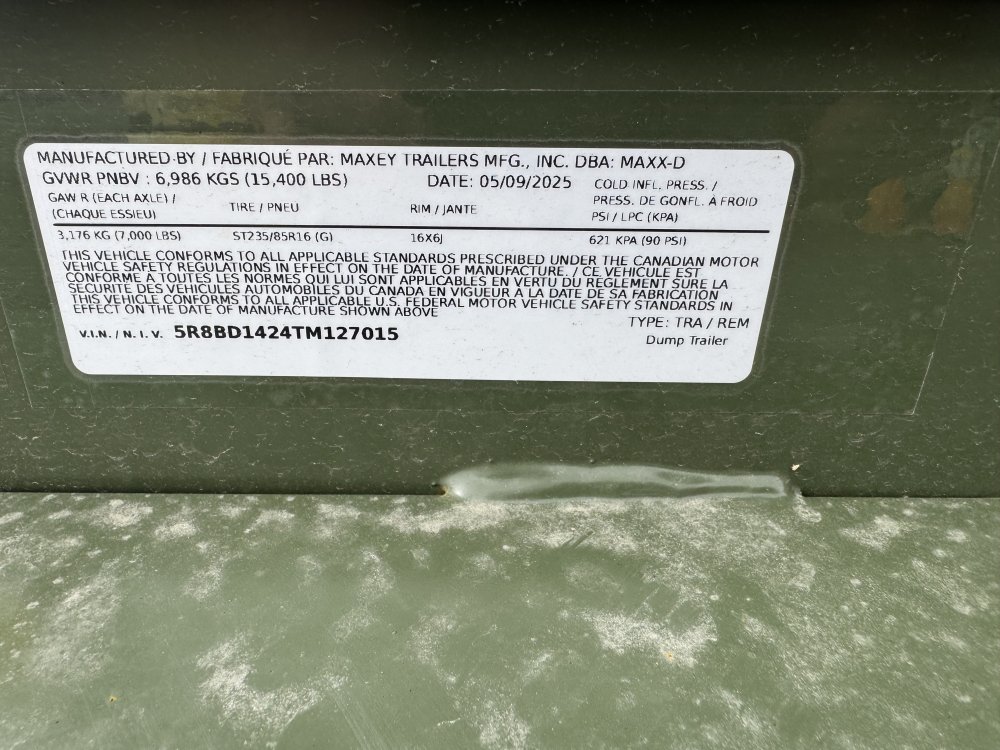 MANUFACTURED BY / FABRIQUÉ PAR: MAXEY TRAILERS MFG., INC. DBA: MAXX-D
GVWR PNBV : 6,986 KGS (15,400 LBS) DATE: 05/09/2025
GAW R (EACH AXLE) / (CHAQUE ESSIEU) TIRE / PNEU RIM / JANTE COLD INFL. PRESS. / PRESS. DE GONFL. À FROID PSI / LPC (KPA)
3,176 KG (7,000 LBS) ST235/85R16 (G) 16X6J 621 KPA (90 PSI)
THIS VEHICLE CONFORMS TO ALL APPLICABLE STANDARDS PRESCRIBED UNDER THE CANADIAN MOTOR
VEHICLE SAFETY REGULATIONS IN EFFECT ON THE DATE OF MANUFACTURE. / CE VEHICULE EST
CONFORME A TOUTES LES NORMES QUI LUI SONT APPLICABLES EN VERTU DU REGLEMENT SURE LA
SECURITE DES VEHICULES AUTOMOBILES DU CANADA EN VIGUEUR À LA DATE DE SA FABRICATION
THIS VEHICLE CONFORMS TO ALL APPLICABLE U.S. FEDERAL MOTOR VEHICLE SAFETY STANDARDS IN
EFFECT ON THE DATE OF MANUFACTURE SHOWN ABOVE
V.I.N. / N. I. V. 5R8BD1424TM127015 TYPE: TRA / REM
Dump Trailer